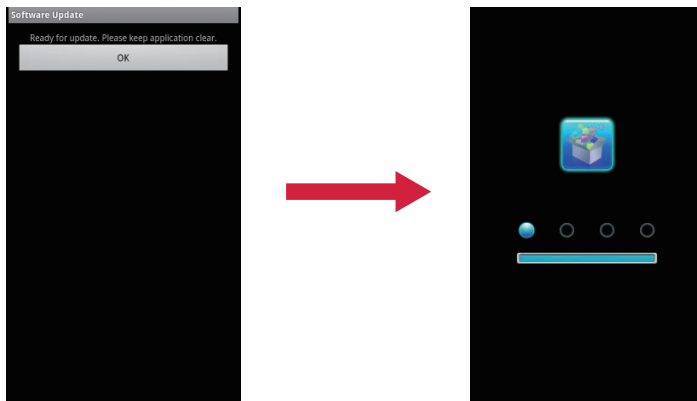 Software Update
Ready for update. Please keep application clear.
OK